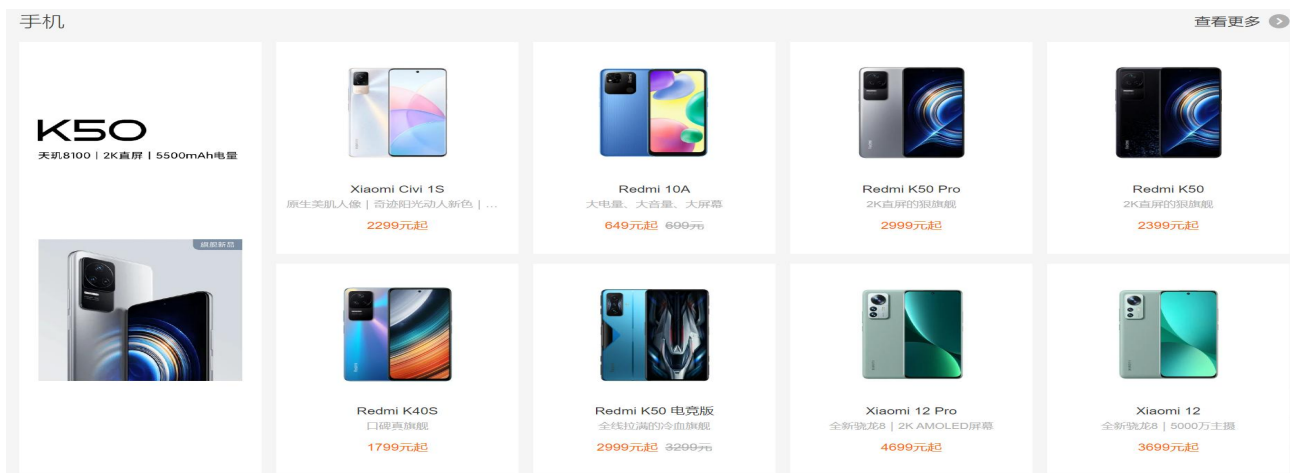 手机
查看更多
K50
天玑8100 | 2K直屏 | 5500mAh电量
旗舰新品
Xiaomi Civi 1S
原生美肌人像 | 奇迹阳光动人新色 | ...
2299元起
Redmi 10A
大电量、大音量、大屏幕
649元起 699元
Redmi K50 Pro
2K直屏的狠旗舰
2999元起
Redmi K50
2K直屏的狠旗舰
2399元起
Redmi K40S
口碑真旗舰
1799元起
Redmi K50 电竞版
全线拉满的冷血旗舰
2999元起 3299元
Xiaomi 12 Pro
全新骁龙8 | 2K AMOLED屏幕
4699元起
Xiaomi 12
全新骁龙8 | 5000万主摄
3699元起